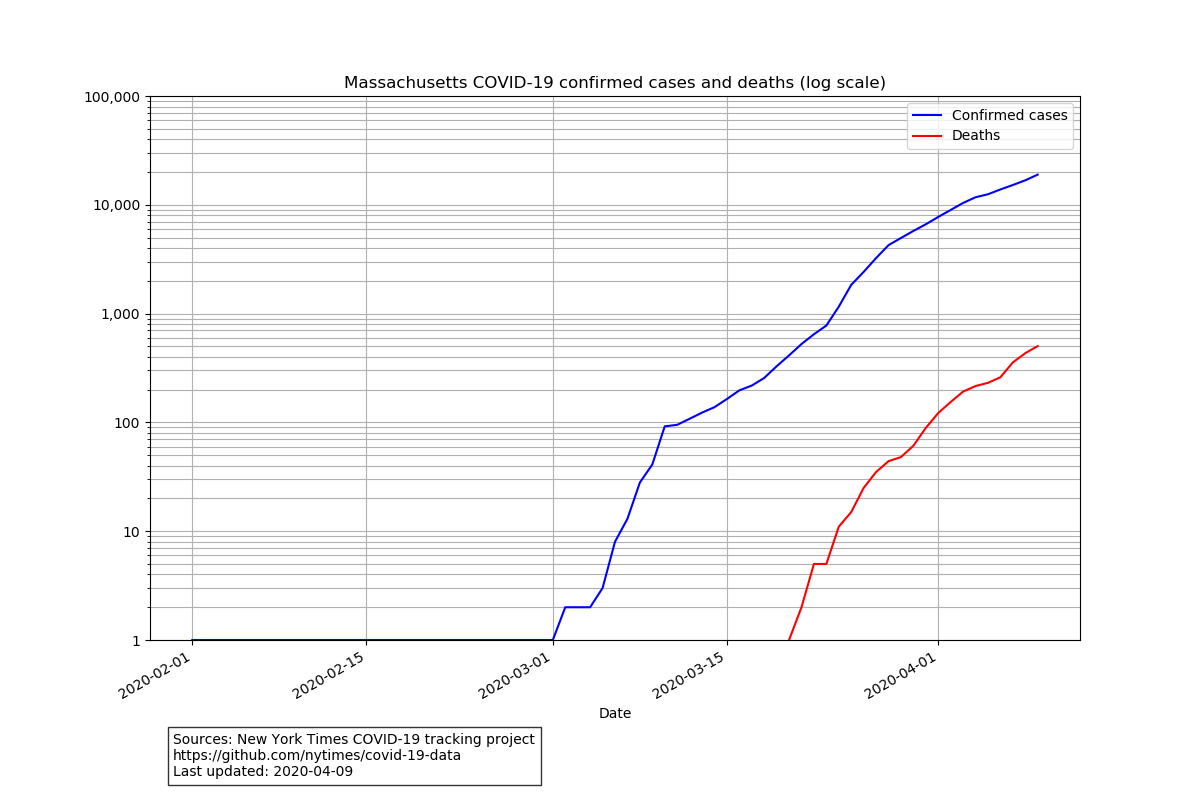 Massachusetts COVID-19 confirmed cases and deaths (log scale)
100,000
10,000
1,000
100
10
1
Confirmed cases
Deaths
2020-02-01
2020-02-15
2020-03-01
2020-03-15
2020-04-01
Date
Sources: New York Times COVID-19 tracking project
https://github.com/nytimes/covid-19-data
Last updated: 2020-04-09